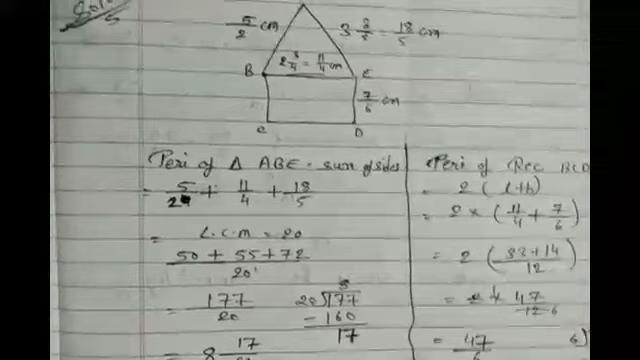 Soln
5
5/2 cm
3 3/5 = 18/5 cm
2 3/4 = 11/4 cm
B
E
7/6 cm
C
D
Peri of Δ ABE = sum of sides
= 5/2 + 11/4 + 18/5
L.C.M = 20
= 50 + 55 + 72 / 20
= 177/20
20)177
8
- 160
17
= 8 17
Peri of Rec BCD
= 2 (l+b)
= 2 × (11/4 + 7/6)
= 2 (33+14 / 12)
= 2 × 47 / 12 6
= 47/6
6)